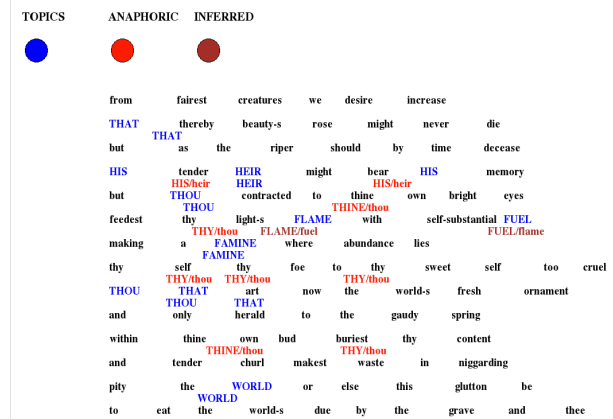 TOPICS ANAPHORIC INFERRED
from fairest creatures we desire increase
THAT thereby beauty-s rose might never die
THAT
but as the riper should by time decease
HIS tender HEIR might bear HIS memory
HIS/heir HEIR HIS/heir
but THOU contracted to thine own bright eyes
THOU THINE/thou
feedest thy light-s FLAME with self-substantial FUEL
THY/thou FLAME/fuel FUEL/flame
making a FAMINE where abundance lies
FAMINE
thy self thy foe to thy sweet self too cruel
THY/thou THY/thou THY/thou
THOU THAT art now the world-s fresh ornament
THOU THAT
and only herald to the gaudy spring
within thine own bud buriest thy content
THINE/thou THY/thou
and tender churl makest waste in niggarding
pity the WORLD or else this glutton be
WORLD
to eat the world-s due by the grave and thee